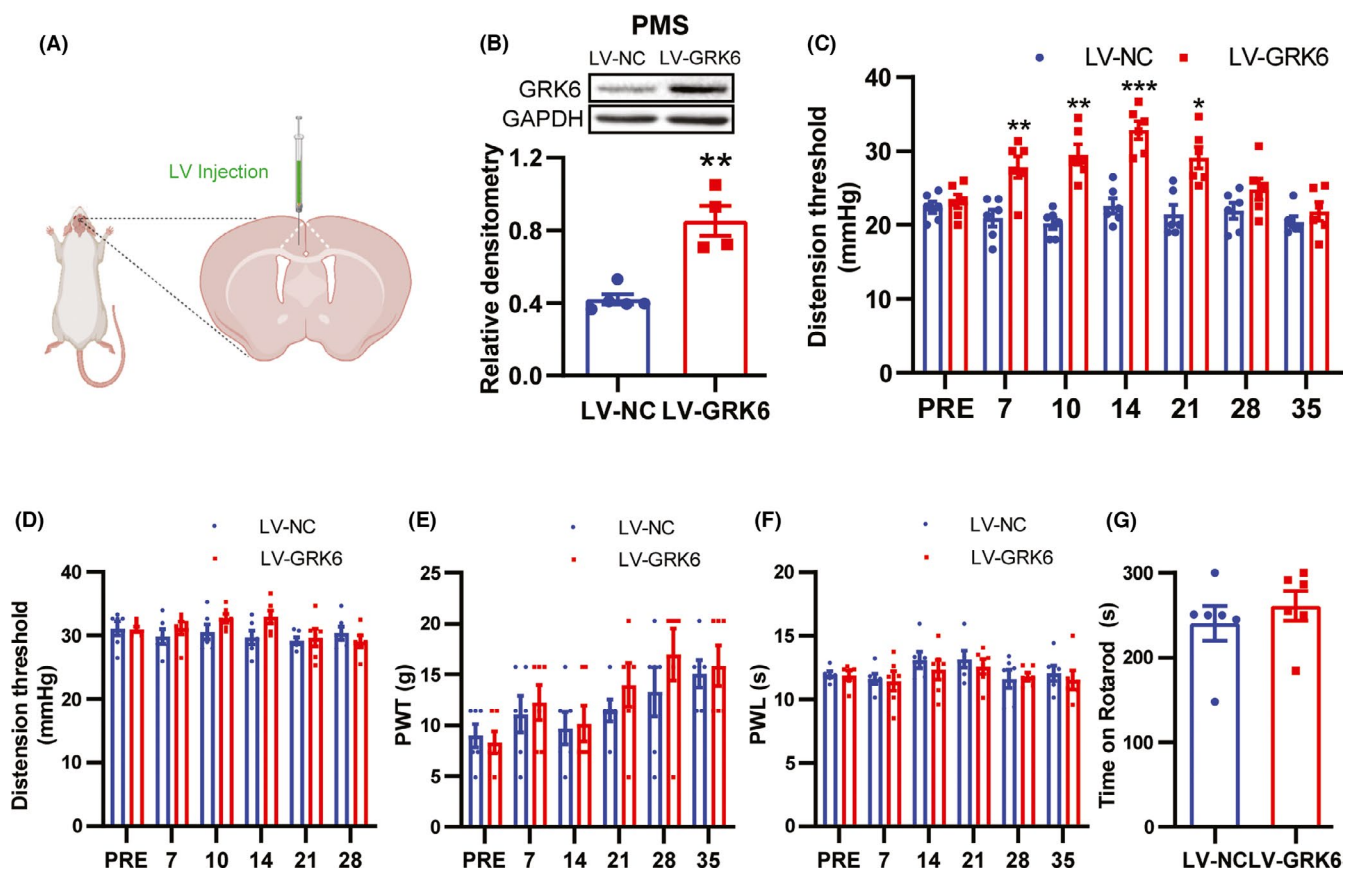 (A)
LV Injection
(B)
PMS
LV-NC LV-GRK6
GRK6
GAPDH
Relative densitometry
1.2
0.8
0.4
0.0
**
LV-NC LV-GRK6
(C)
LV-NC LV-GRK6
Distension threshold
(mmHg)
40
30
20
10
0
** ** *** *
PRE 7 10 14 21 28 35
(D)
LV-NC
LV-GRK6
Distension threshold
(mmHg)
40
30
20
10
0
PRE 7 10 14 21 28
(E)
LV-NC
LV-GRK6
PWT (g)
25
20
15
10
5
0
PRE 7 14 21 28 35
(F)
LV-NC
LV-GRK6
PWL (s)
20
15
10
5
0
PRE 7 14 21 28 35
(G)
Time on Rotarod (s)
300
200
100
0
LV-NCLV-GRK6